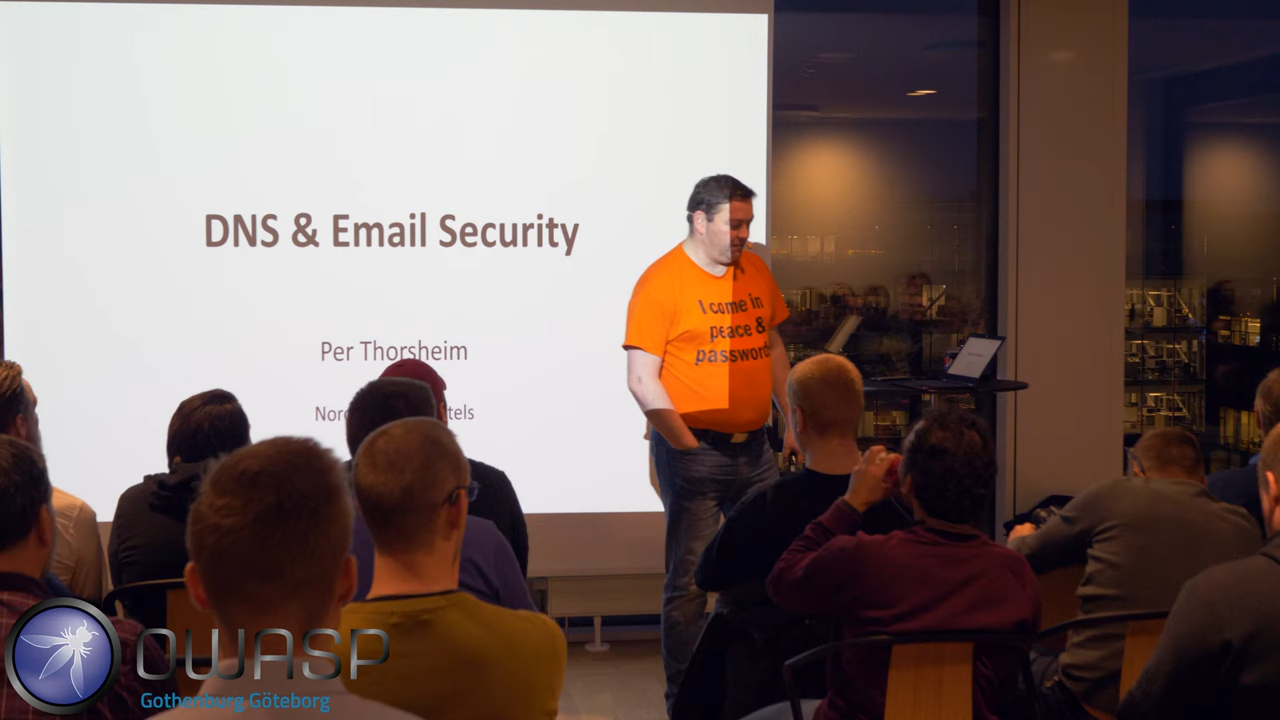 DNS & Email Security
Per Thorsheim
I come in
peace &
password
OWASP
Gothenburg Göteborg